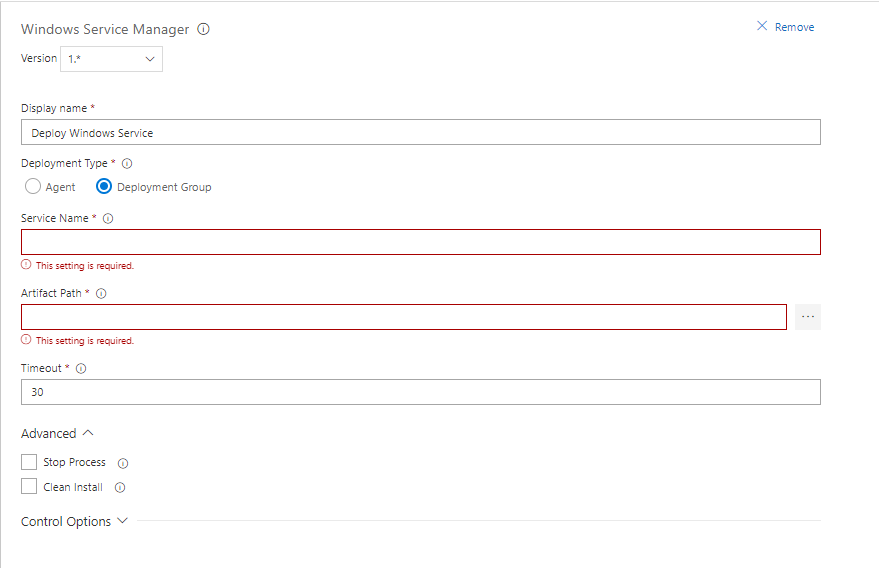 Windows Service Manager
Remove
Version 1.*
Display name *
Deploy Windows Service
Deployment Type *
Agent Deployment Group
Service Name *
This setting is required.
Artifact Path *
...
This setting is required.
Timeout *
30
Advanced
Stop Process
Clean Install
Control Options